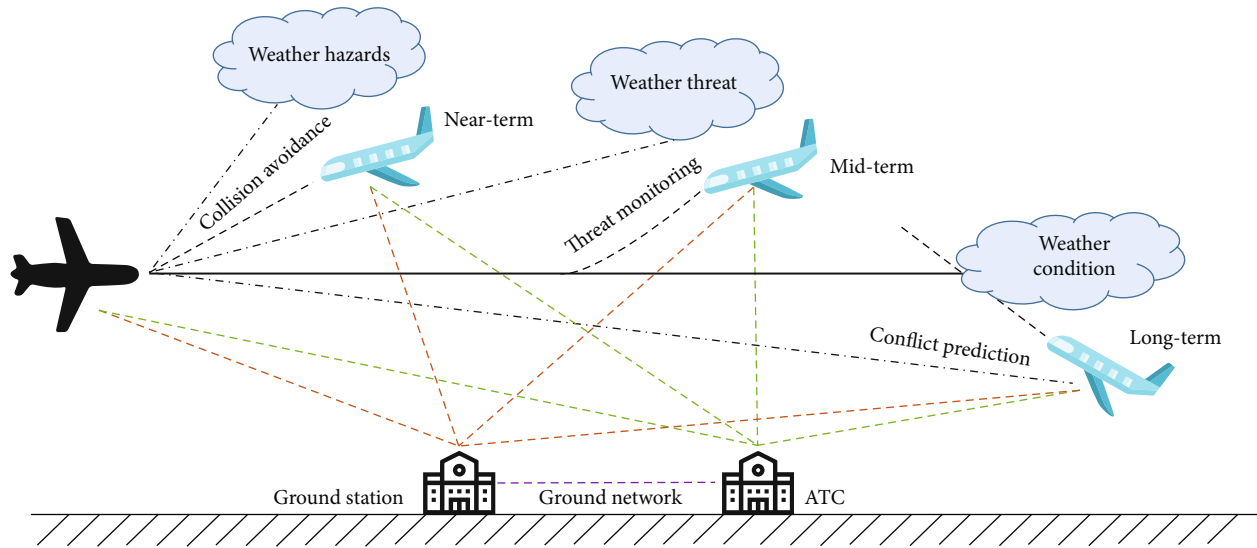 Weather hazards
Weather threat
Near-term
Collision avoidance
Mid-term
Threat monitoring
Weather
condition
Conflict prediction
Long-term
Ground station
Ground network
ATC